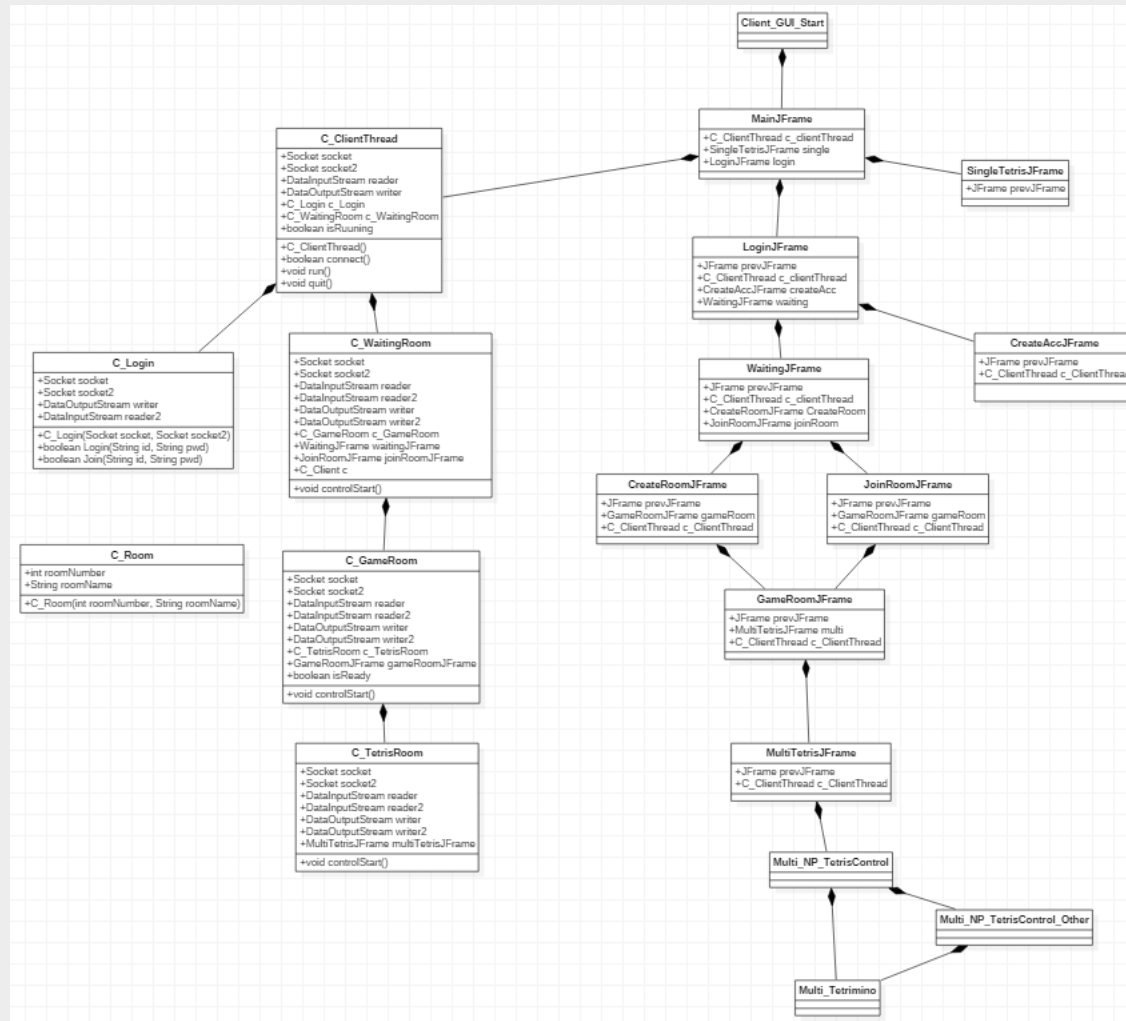 Client_GUI_Start
MainJFrame
+C_ClientThread c_clientThread
+SingleTetrisJFrame single
+LoginJFrame login
SingleTetrisJFrame
+JFrame prevJFrame
C_ClientThread
+Socket socket
+Socket socket2
+DataInputStream reader
+DataOutputStream writer
+C_Login c_Login
+C_WaitingRoom c_WaitingRoom
+boolean isRuuning
+C_ClientThread()
+boolean connect()
+void run()
+void quit()
LoginJFrame
+JFrame prevJFrame
+C_ClientThread c_clientThread
+CreateAccJFrame createAcc
+WaitingJFrame waiting
CreateAccJFrame
+JFrame prevJFrame
+C_ClientThread c_ClientThread
C_Login
+Socket socket
+Socket socket2
+DataOutputStream writer
+DataInputStream reader2
+C_Login(Socket socket, Socket socket2)
+boolean Login(String id, String pwd)
+boolean Join(String id, String pwd)
C_WaitingRoom
+Socket socket
+Socket socket2
+DataInputStream reader
+DataInputStream reader2
+DataOutputStream writer
+DataOutputStream writer2
+C_GameRoom c_GameRoom
+WaitingJFrame waitingJFrame
+JoinRoomJFrame joinRoomJFrame
+C_Client c
+void controlStart()
WaitingJFrame
+JFrame prevJFrame
+C_ClientThread c_clientThread
+CreateRoomJFrame CreateRoom
+JoinRoomJFrame joinRoom
CreateRoomJFrame
+JFrame prevJFrame
+GameRoomJFrame gameRoom
+C_ClientThread c_ClientThread
JoinRoomJFrame
+JFrame prevJFrame
+GameRoomJFrame gameRoom
+C_ClientThread c_ClientThread
C_Room
+int roomNumber
+String roomName
+C_Room(int roomNumber, String roomName)
C_GameRoom
+Socket socket
+Socket socket2
+DataInputStream reader
+DataInputStream reader2
+DataOutputStream writer
+DataOutputStream writer2
+C_TetrisRoom c_TetrisRoom
+GameRoomJFrame gameRoomJFrame
+boolean isReady
+void controlStart()
GameRoomJFrame
+JFrame prevJFrame
+MultiTetrisJFrame multi
+C_ClientThread c_ClientThread
C_TetrisRoom
+Socket socket
+Socket socket2
+DataInputStream reader
+DataInputStream reader2
+DataOutputStream writer
+DataOutputStream writer2
+MultiTetrisJFrame multiTetrisJFrame
+void controlStart()
MultiTetrisJFrame
+JFrame prevJFrame
+C_ClientThread c_ClientThread
Multi_NP_TetrisControl
Multi_NP_TetrisControl_Other
Multi_Tetrimino